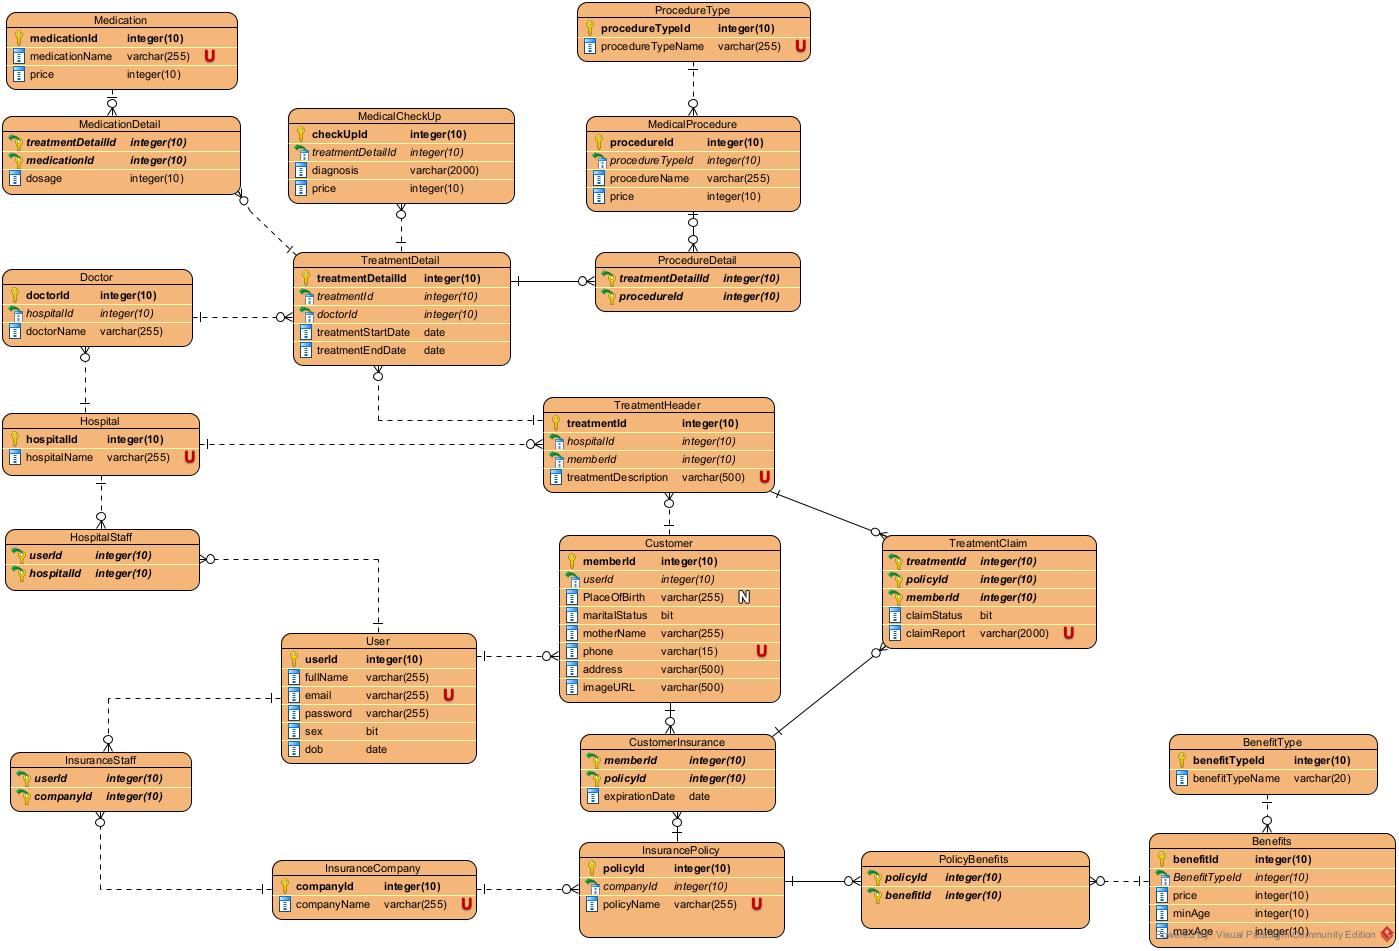 Medication
medicationId integer(10)
medicationName varchar(255) U
price integer(10)
ProcedureType
procedureTypeId integer(10)
procedureTypeName varchar(255) U
MedicationDetail
treatmentDetailId integer(10)
medicationId integer(10)
dosage integer(10)
MedicalCheckUp
checkUpId integer(10)
treatmentDetailId integer(10)
diagnosis varchar(2000)
price integer(10)
MedicalProcedure
procedureId integer(10)
procedureTypeId integer(10)
procedureName varchar(255)
price integer(10)
Doctor
doctorId integer(10)
hospitalId integer(10)
doctorName varchar(255)
TreatmentDetail
treatmentDetailId integer(10)
treatmentId integer(10)
doctorId integer(10)
treatmentStartDate date
treatmentEndDate date
ProcedureDetail
treatmentDetailId integer(10)
procedureId integer(10)
Hospital
hospitalId integer(10)
hospitalName varchar(255) U
TreatmentHeader
treatmentId integer(10)
hospitalId integer(10)
memberId integer(10)
treatmentDescription varchar(500) U
HospitalStaff
userId integer(10)
hospitalId integer(10)
Customer
memberId integer(10)
userId integer(10)
PlaceOfBirth varchar(255) N
maritalStatus bit
motherName varchar(255)
phone varchar(15) U
address varchar(500)
imageURL varchar(500)
TreatmentClaim
treatmentId integer(10)
policyId integer(10)
memberId integer(10)
claimStatus bit
claimReport varchar(2000) U
User
userId integer(10)
fullName varchar(255)
email varchar(255) U
password varchar(255)
sex bit
dob date
InsuranceStaff
userId integer(10)
companyId integer(10)
CustomerInsurance
memberId integer(10)
policyId integer(10)
expirationDate date
BenefitType
benefitTypeId integer(10)
benefitTypeName varchar(20)
InsuranceCompany
companyId integer(10)
companyName varchar(255) U
InsurancePolicy
policyId integer(10)
companyId integer(10)
policyName varchar(255) U
PolicyBenefits
policyId integer(10)
benefitId integer(10)
Benefits
benefitId integer(10)
BenefitTypeId integer(10)
price integer(10)
minAge integer(10)
maxAge integer(10)
Visual Paradigm Community Edition